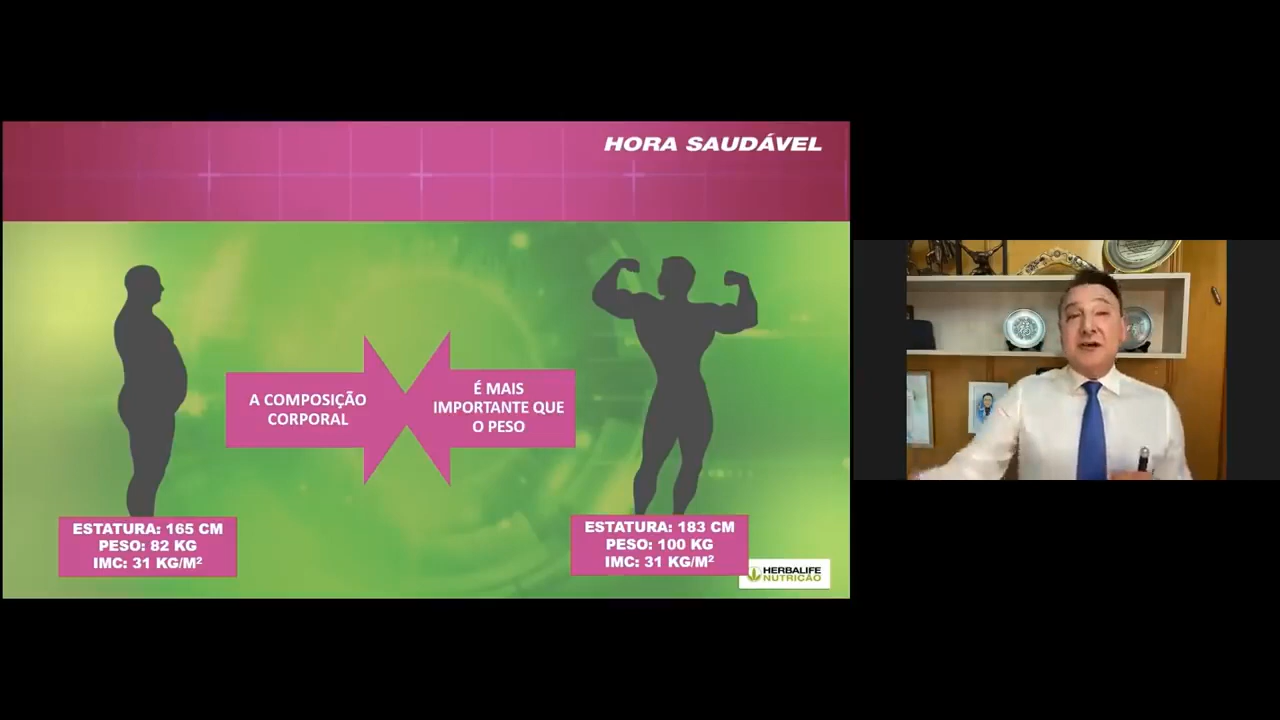 HORA SAUDÁVEL
A COMPOSIÇÃO
CORPORAL
É MAIS
IMPORTANTE QUE
O PESO
ESTATURA: 165 CM
PESO: 82 KG
IMC: 31 KG/M²
ESTATURA: 183 CM
PESO: 100 KG
IMC: 31 KG/M²
HERBALIFE
NUTRIÇÃO